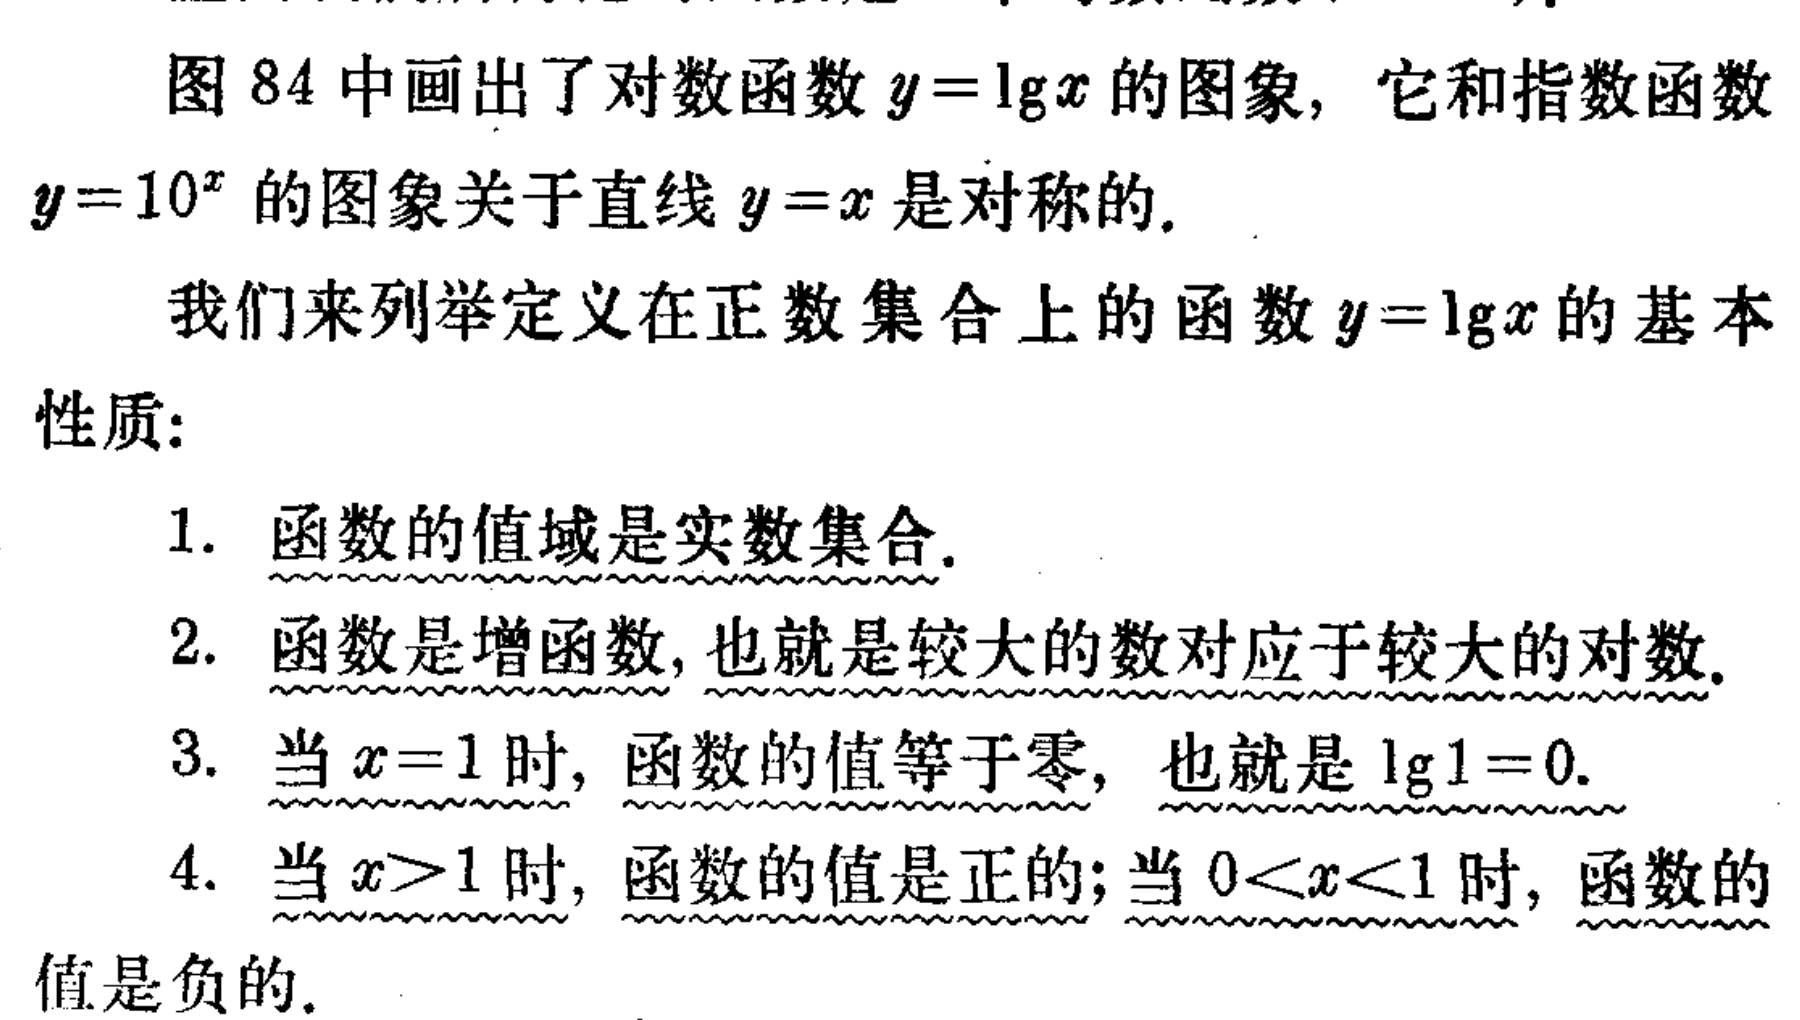 图 84 中画出了对数函数 y=lgx 的图象, 它和指数函数
y=10ˣ 的图象关于直线 y=x 是对称的.
我们来列举定义在正数集合上的函数 y=lgx 的基本
性质:
1. 函数的值域是实数集合.
2. 函数是增函数, 也就是较大的数对应于较大的对数.
3. 当 x=1 时, 函数的值等于零, 也就是 lg1=0.
4. 当 x>1 时, 函数的值是正的; 当 0<x<1 时, 函数的
值是负的.